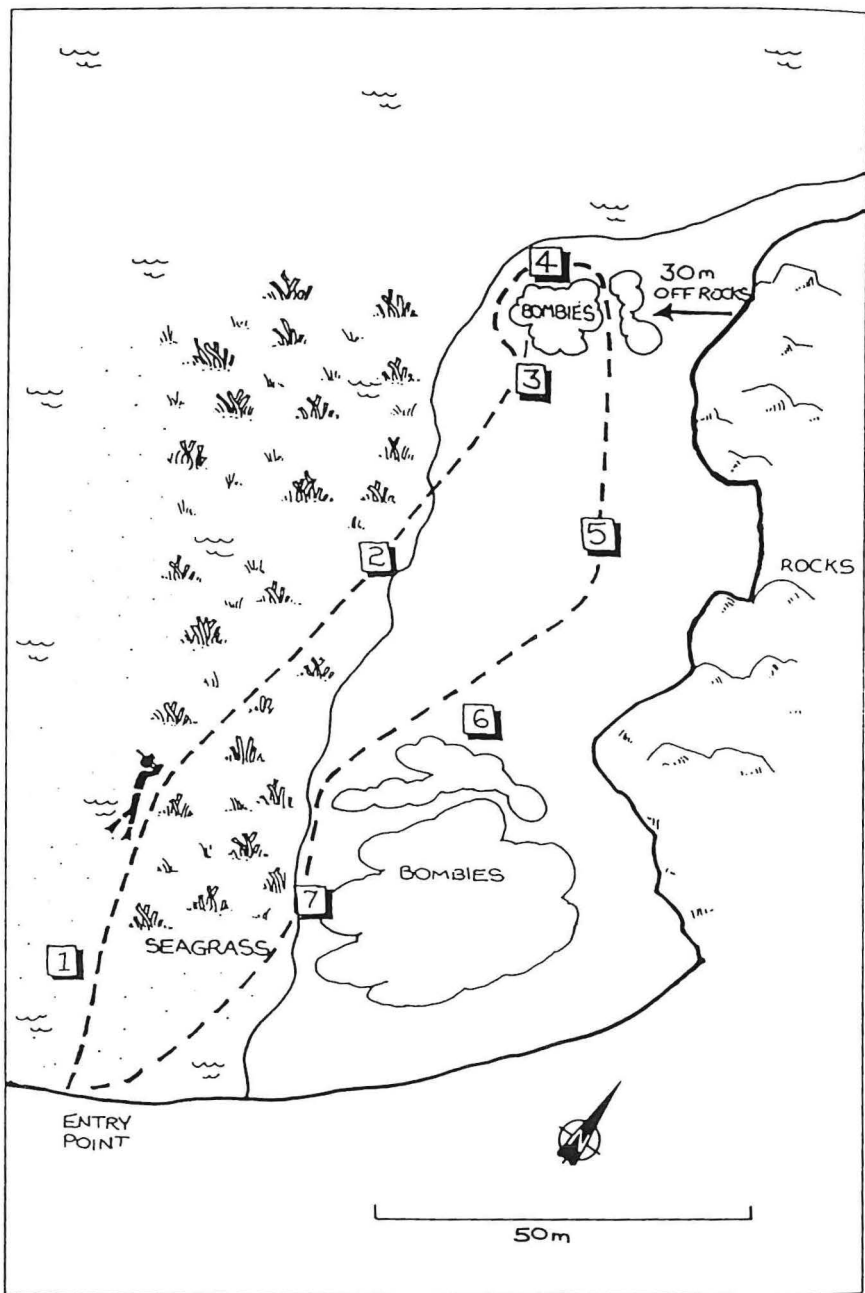 4
30m
OFF ROCKS
BOMBIES
3
2
5
ROCKS
6
BOMBIES
7
SEAGRASS
1
ENTRY
POINT
N
50m